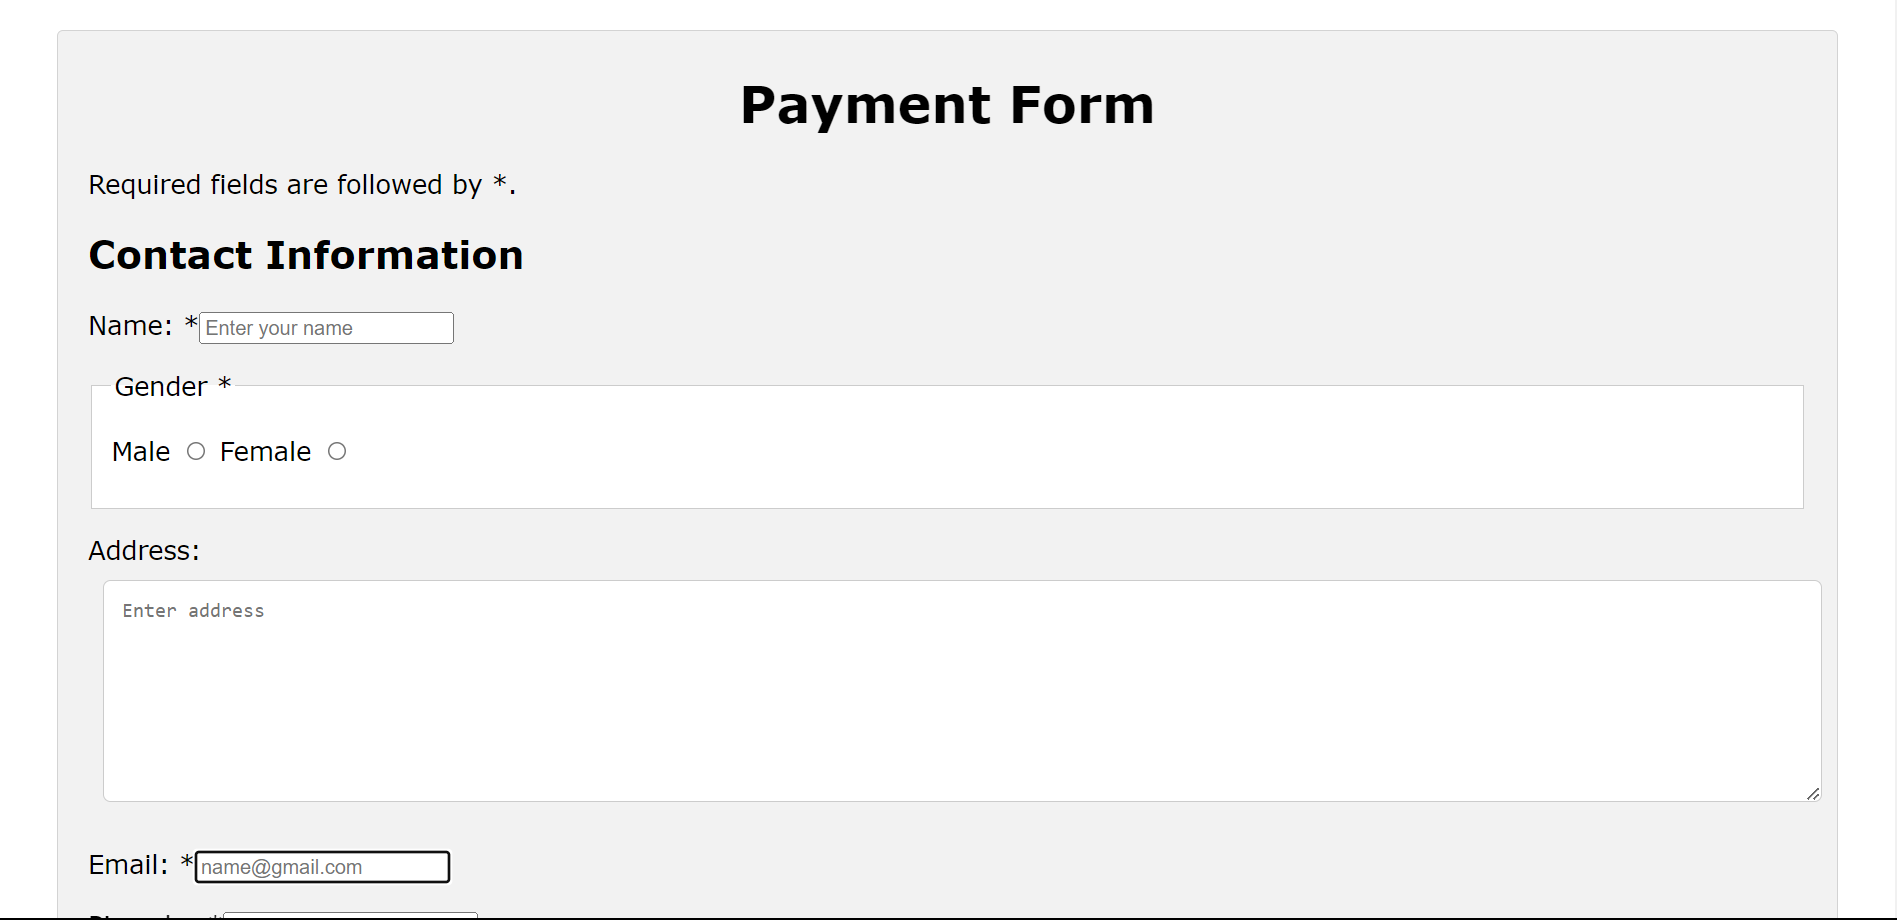 Payment Form
Required fields are followed by *.
Contact Information
Name: * Enter your name
Gender *
Male Female
Address:
Enter address
Email: * name@gmail.com